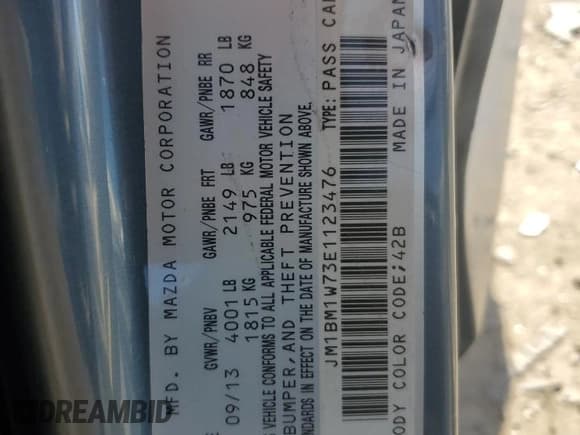 MFD. BY MAZDA MOTOR CORPORATION
GVWR/PNBV GAWR/PNBE FRT GAWR/PNBE RR
09/13 4001 LB 2149 LB 1870 LB
1815 KG 975 KG 848 KG
VEHICLE CONFORMS TO ALL APPLICABLE FEDERAL MOTOR VEHICLE SAFETY
BUMPER, AND THEFT PREVENTION
NDARDS IN EFFECT ON THE DATE OF MANUFACTURE SHOWN ABOVE.
JM1BM1W73E1123476 TYPE: PASS CAR
ODY COLOR CODE;42B MADE IN JAPAN
DREAMBID